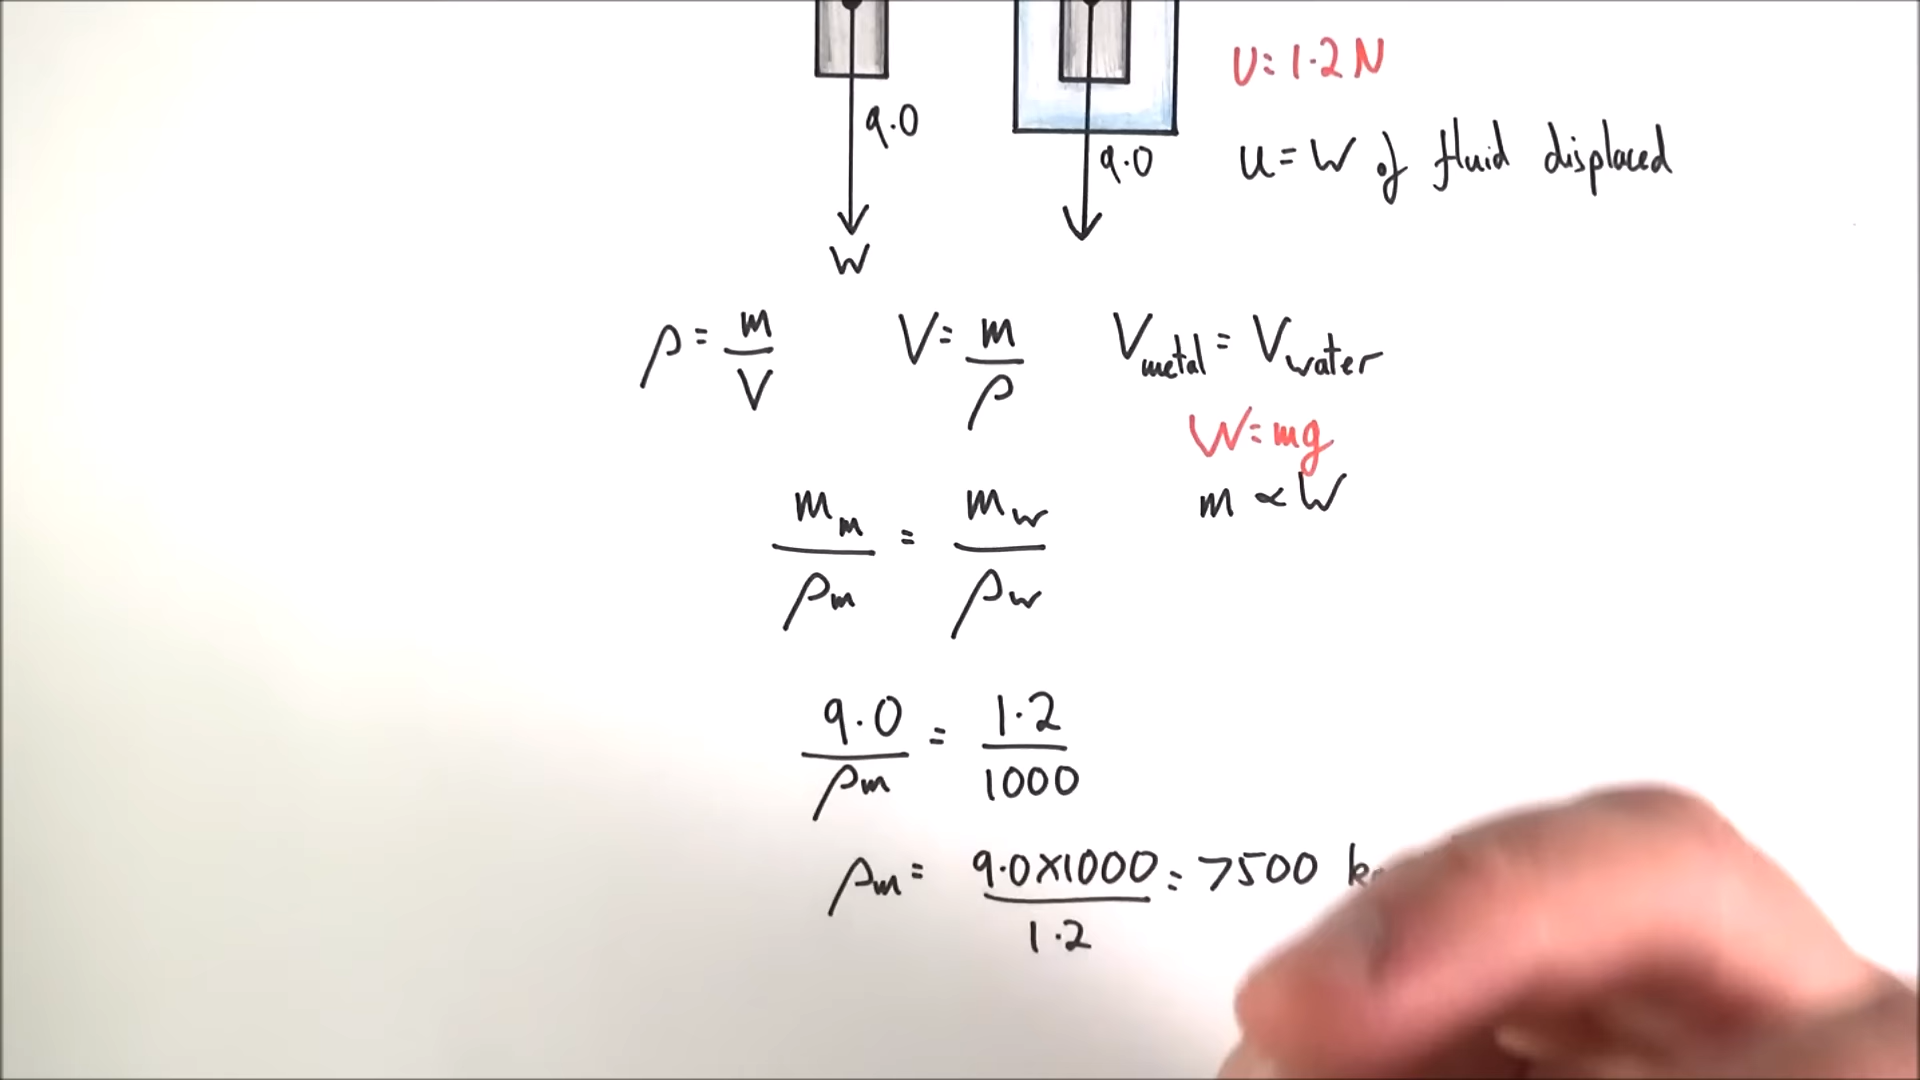 U=1.2N
9.0
9.0
u=W of fluid displaced
W
ρ = m/V
V = m/ρ
V_metal = V_water
W=mg
m ∝ W
m_m/ρ_m = m_w/ρ_w
9.0/ρ_m = 1.2/1000
ρ_m = 9.0×1000/1.2 = 7500